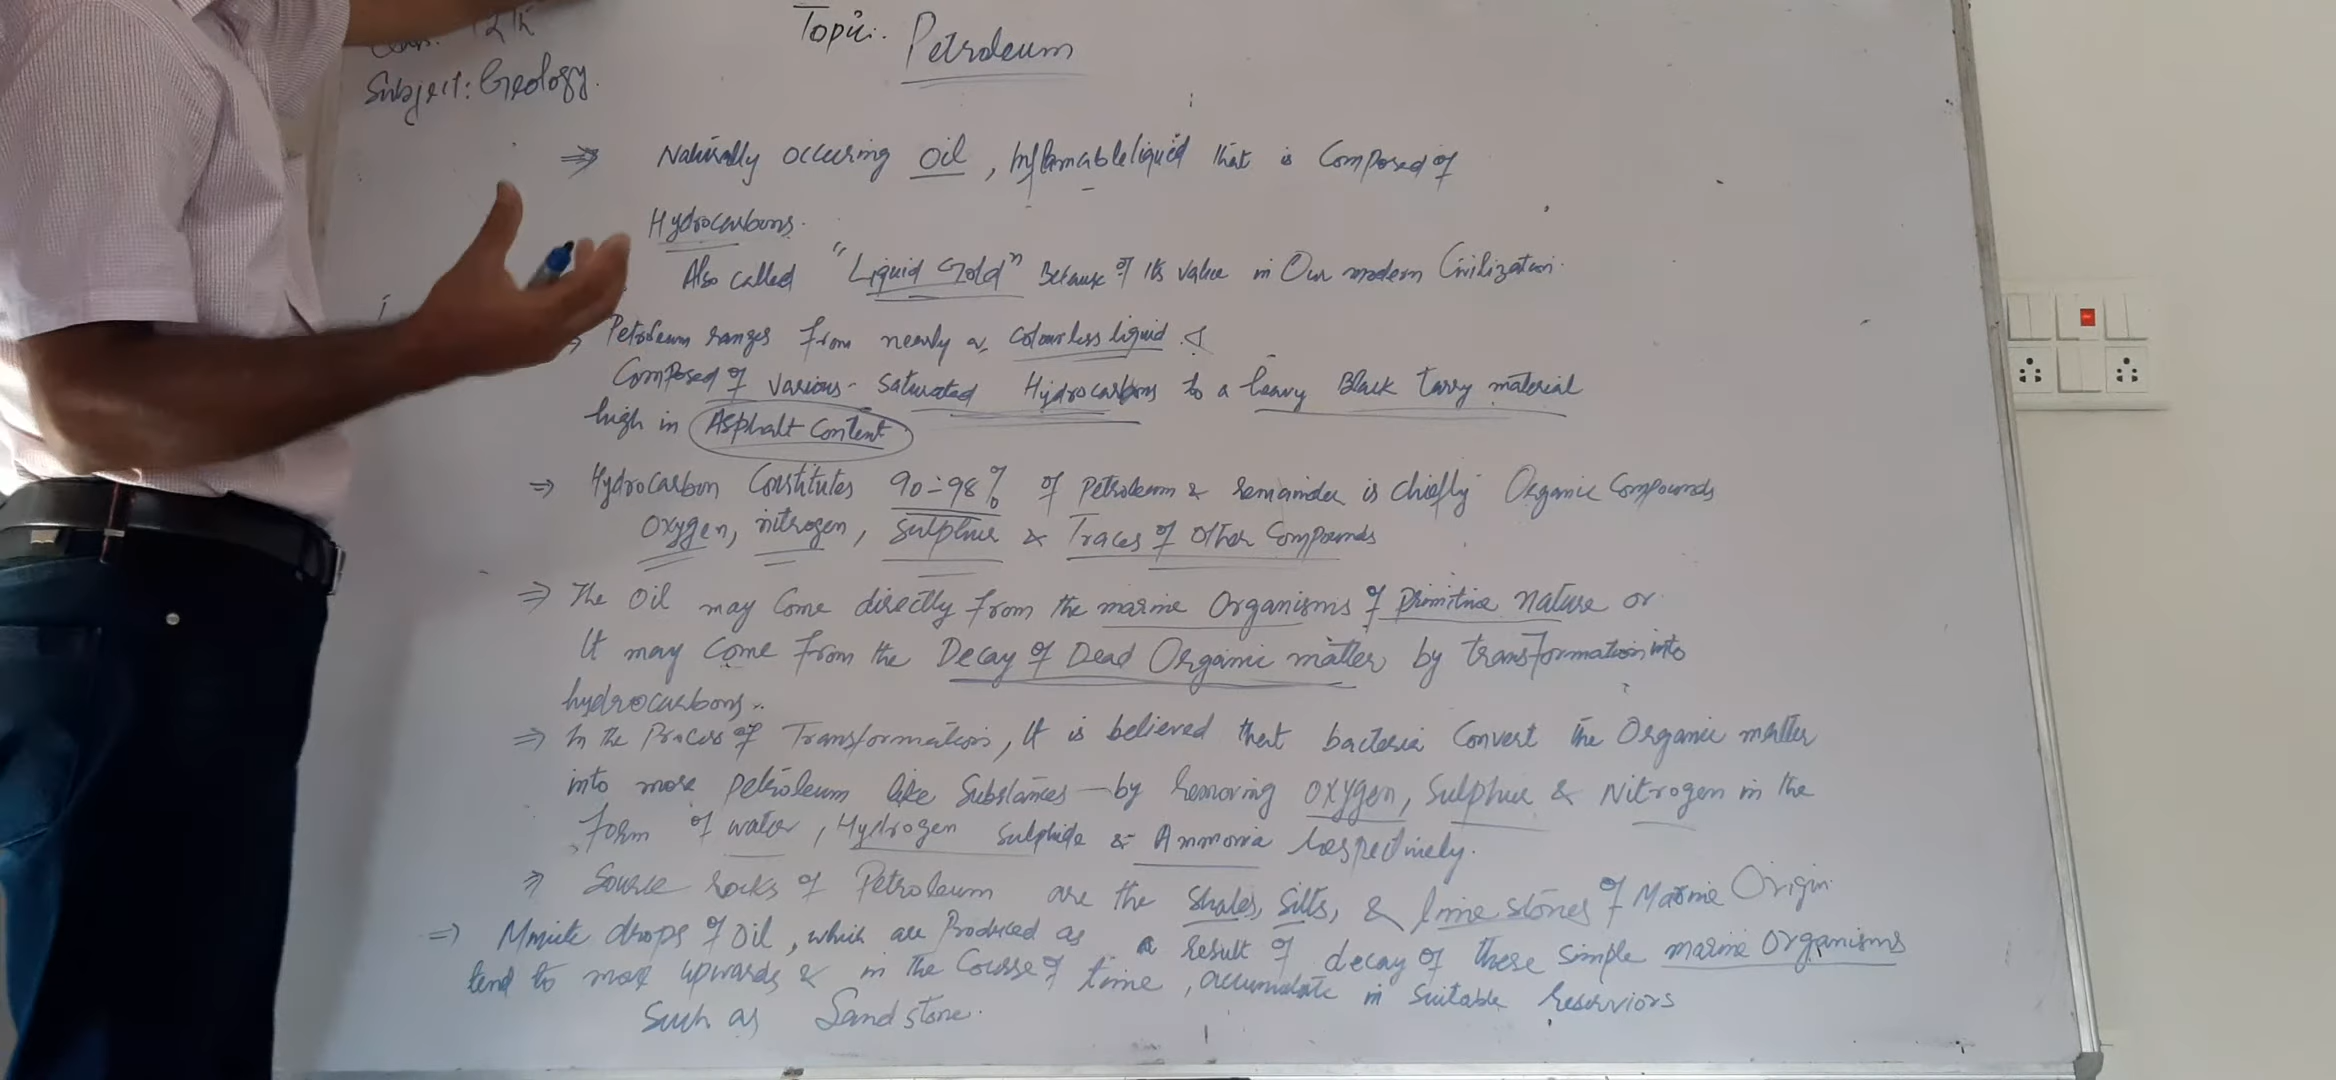 Class: 12th
Subject: Geology.
Topic: Petroleum
⇒ Naturally occuring oil, Inflamable liquid that is Composed of
Hydrocarbons.
Also called "Liquid Gold" Because of its value in Our modern Civilization.
Petroleum ranges from nearly a colourless liquid &
Composed of various saturated Hydrocarbons to a heavy Black tarry material
high in Asphalt Content
⇒ Hydrocarbon Constitutes 90-98% of Petroleum & remainder is chiefly Organic Compounds
Oxygen, nitrogen, Sulphur & Traces of other Compounds
⇒ The Oil may Come directly from the marine Organisms of primitive nature or
It may Come from the Decay of Dead Organic matter by transformation into
hydrocarbons..
⇒ In the Process of Transformation, It is believed that bacteria Convert the Organic matter
into more petroleum like Substances - by removing oxygen, Sulphur & Nitrogen in the
form of water, Hydrogen Sulphide & Ammonia respectively.
⇒ Source rocks of Petroleum are the Shales, Silts, & lime stones of Marine Origin.
⇒ Minute drops of oil, which are Produced as a result of decay of these simple marine Organisms
tend to move upwards & in the Course of time, accumulate in suitable reserviors
Such as Sandstone.